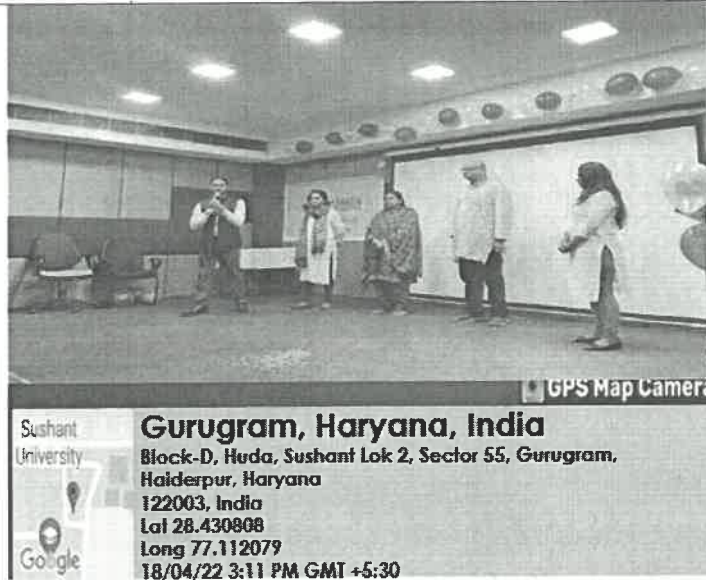 GPS Map Camera
Sushant
University
Google
Gurugram, Haryana, India
Block-D, Huda, Sushant Lok 2, Sector 55, Gurugram,
Haiderpur, Haryana
122003, India
Lat 28.430808
Long 77.112079
18/04/22 3:11 PM GMT +5:30